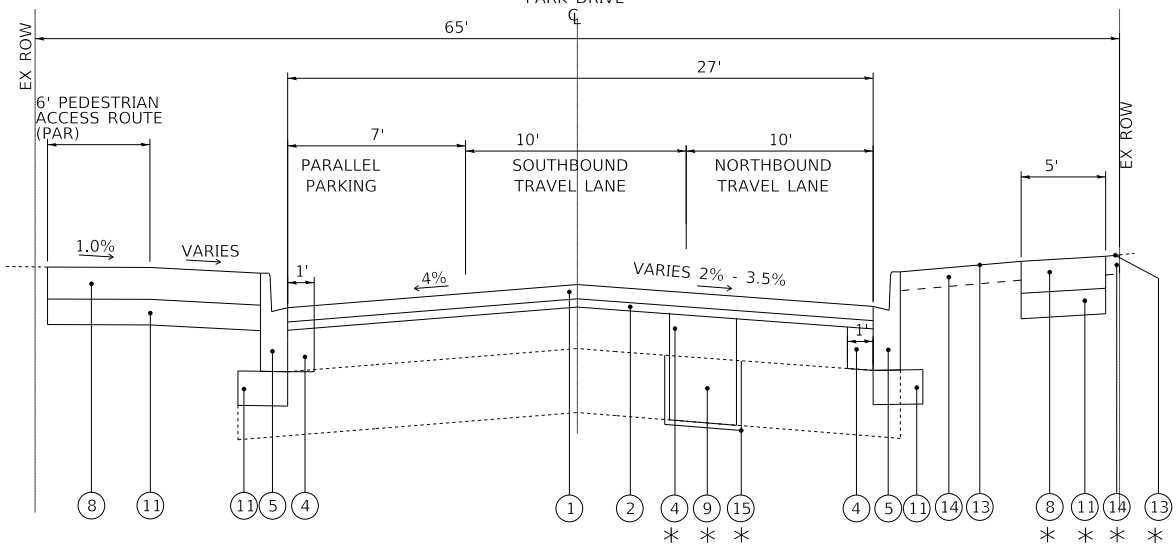 PARK DRIVE
℄
65'
EX ROW
EX ROW
27'
6' PEDESTRIAN
ACCESS ROUTE
(PAR)
7'
10'
10'
PARALLEL
PARKING
SOUTHBOUND
TRAVEL LANE
NORTHBOUND
TRAVEL LANE
5'
1.0%
VARIES
1'
4%
VARIES 2% - 3.5%
1'
8
11
11
5
4
1
2
4
9
15
4
5
11
14
13
8
11
14
13
* * * * * * *